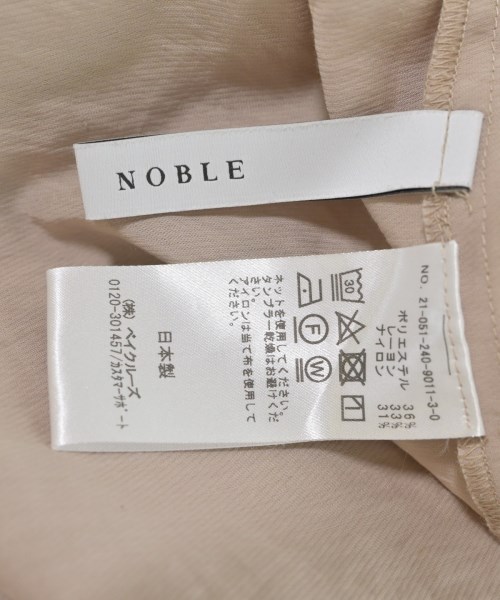 NOBLE
NO. 21-051-240-9011-3-0
ポリエステル 36%
レイヨン 33%
ナイロン 31%
30
F
W
ネットを使用してください。
タンブラー乾燥はお避けくだ
さい。
アイロンは当て布を使用して
ください。
日本製
(株) ベイクルーズ
0120-301457/カスタマーサポート